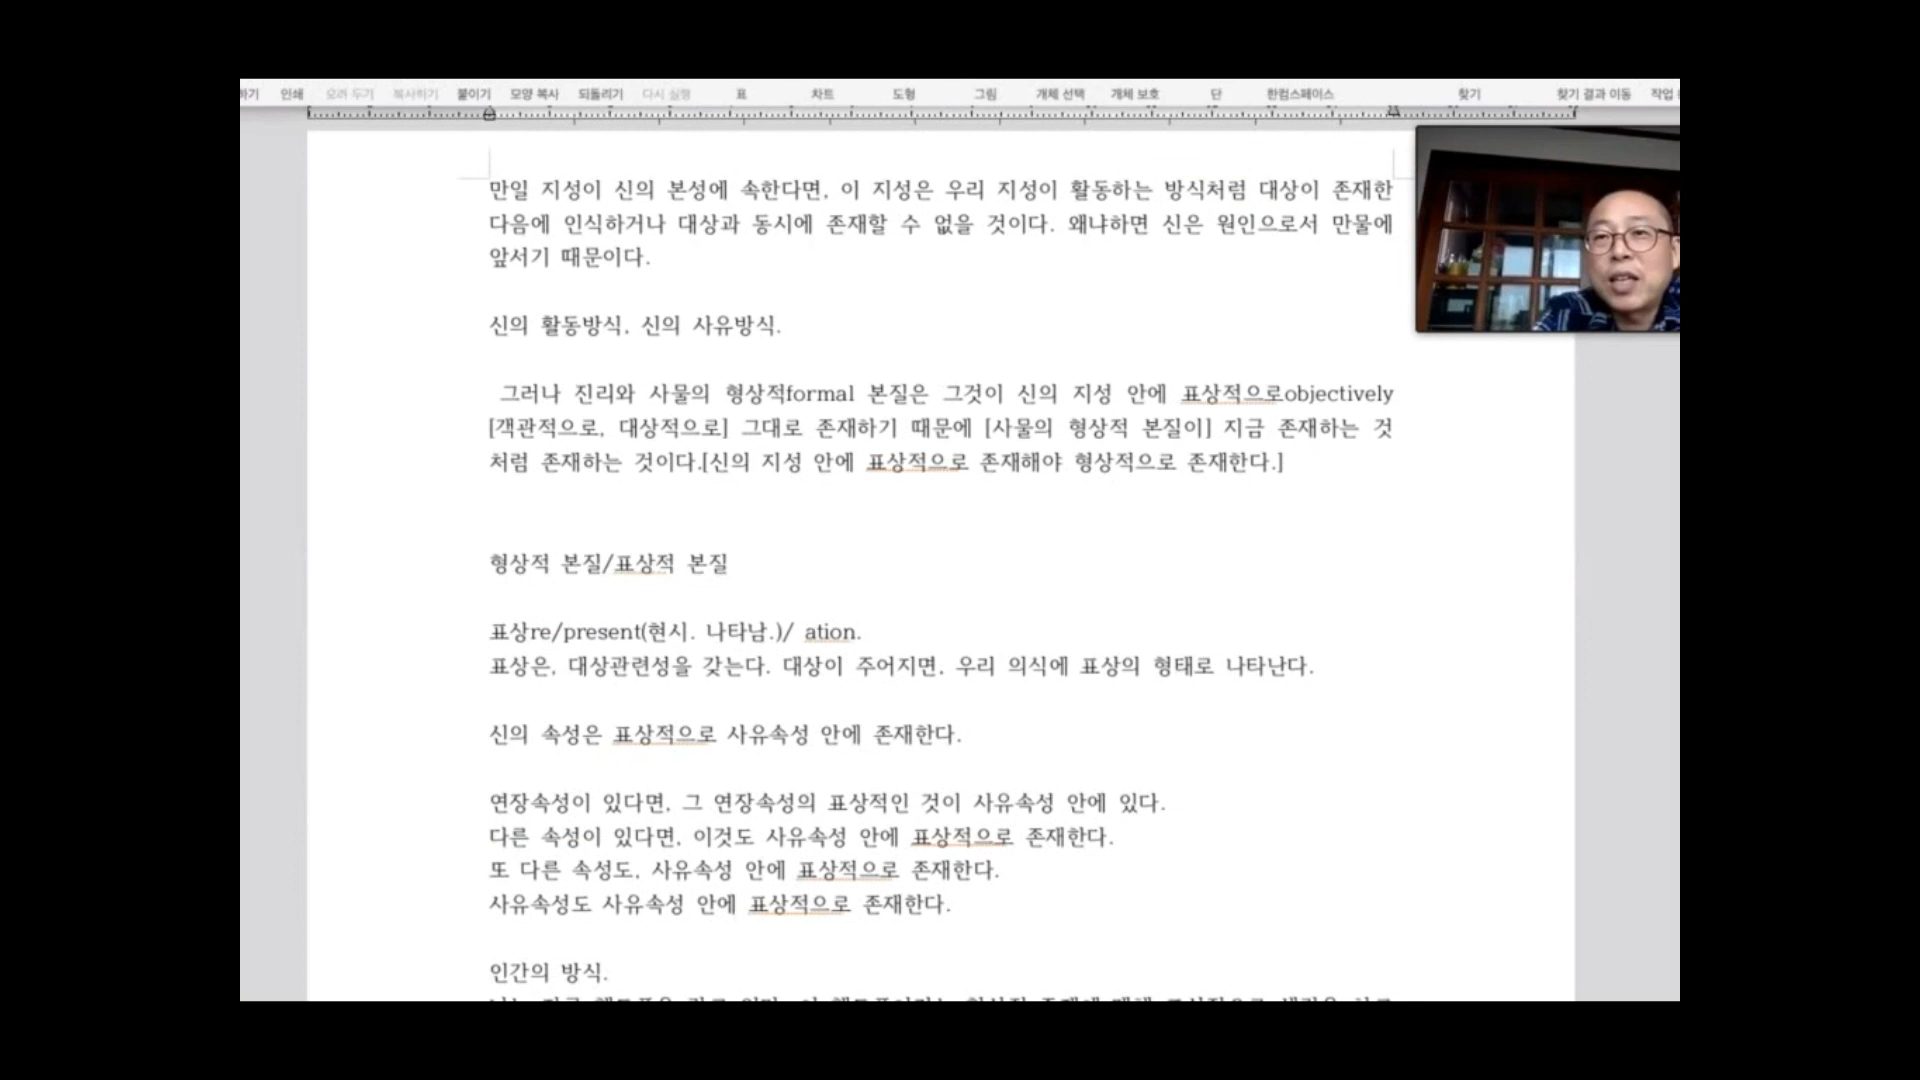 하기 인쇄 오려 두기 복사하기 붙이기 모양 복사 되돌리기 다시 실행 표 차트 도형 그림 개체 선택 개체 보호 단 한컴스페이스 찾기 찾기 결과 이동 작업
만일 지성이 신의 본성에 속한다면, 이 지성은 우리 지성이 활동하는 방식처럼 대상이 존재한
다음에 인식하거나 대상과 동시에 존재할 수 없을 것이다. 왜냐하면 신은 원인으로서 만물에
앞서기 때문이다.
신의 활동방식, 신의 사유방식.
그러나 진리와 사물의 형상적formal 본질은 그것이 신의 지성 안에 표상적으로objectively
[객관적으로, 대상적으로] 그대로 존재하기 때문에 [사물의 형상적 본질이] 지금 존재하는 것
처럼 존재하는 것이다.[신의 지성 안에 표상적으로 존재해야 형상적으로 존재한다.]
형상적 본질/표상적 본질
표상re/present(현시. 나타남.)/ ation.
표상은, 대상관련성을 갖는다. 대상이 주어지면, 우리 의식에 표상의 형태로 나타난다.
신의 속성은 표상적으로 사유속성 안에 존재한다.
연장속성이 있다면, 그 연장속성의 표상적인 것이 사유속성 안에 있다.
다른 속성이 있다면, 이것도 사유속성 안에 표상적으로 존재한다.
또 다른 속성도, 사유속성 안에 표상적으로 존재한다.
사유속성도 사유속성 안에 표상적으로 존재한다.
인간의 방식.